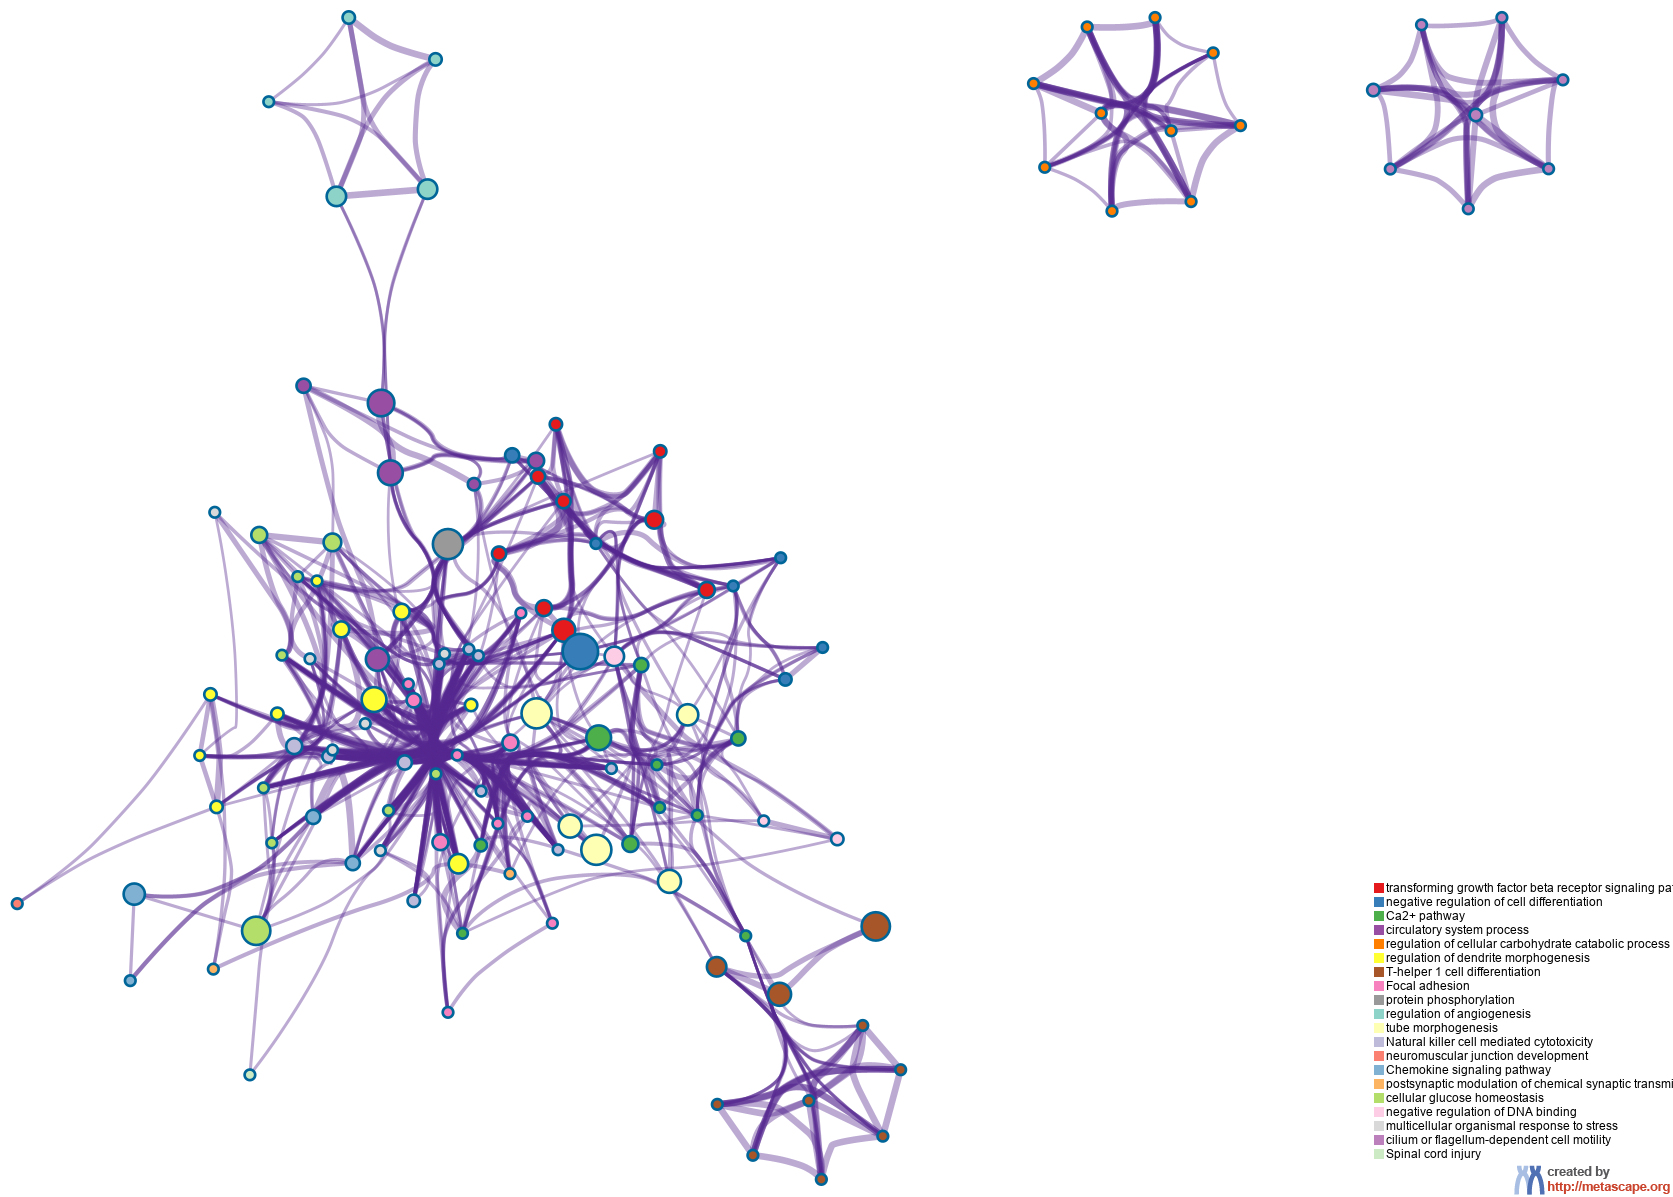 transforming growth factor beta receptor signaling pat
negative regulation of cell differentiation
Ca2+ pathway
circulatory system process
regulation of cellular carbohydrate catabolic process
regulation of dendrite morphogenesis
T-helper 1 cell differentiation
Focal adhesion
protein phosphorylation
regulation of angiogenesis
tube morphogenesis
Natural killer cell mediated cytotoxicity
neuromuscular junction development
Chemokine signaling pathway
postsynaptic modulation of chemical synaptic transmi
cellular glucose homeostasis
negative regulation of DNA binding
multicellular organismal response to stress
cilium or flagellum-dependent cell motility
Spinal cord injury
created by
http://metascape.org